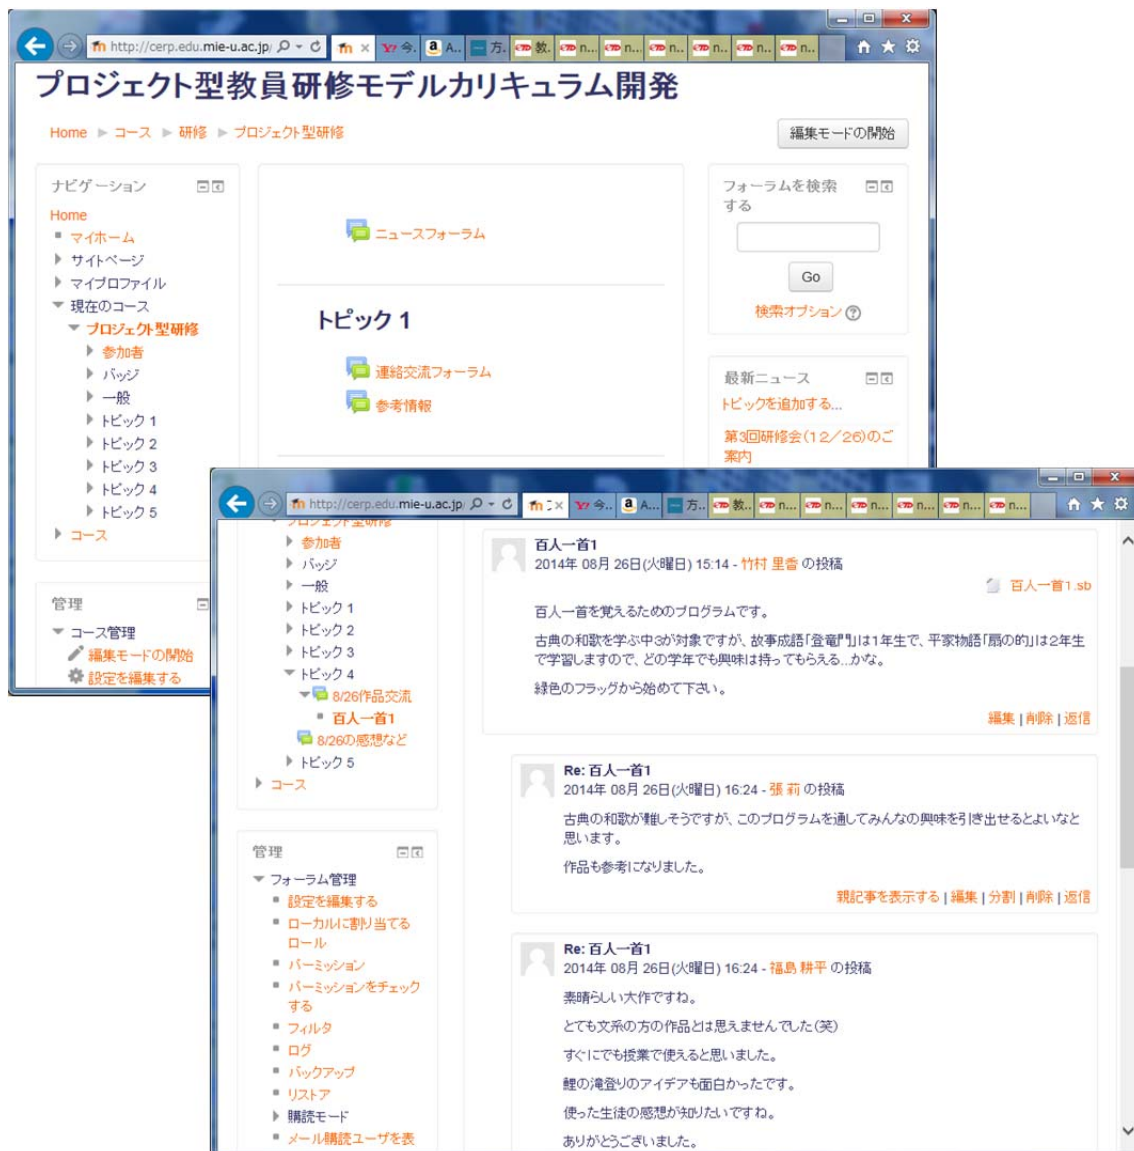 http://cerp.edu.mie-u.ac.jp/
プロジェクト型教員研修モデルカリキュラム開発
Home ▶ コース ▶ 研修 ▶ プロジェクト型研修
編集モードの開始
ナビゲーション
Home
マイホーム
サイトページ
マイプロファイル
現在のコース
プロジェクト型研修
参加者
バッジ
一般
トピック 1
トピック 2
トピック 3
トピック 4
トピック 5
コース
管理
コース管理
編集モードの開始
設定を編集する
ニュースフォーラム
トピック 1
連絡交流フォーラム
参考情報
フォーラムを検索
する
Go
検索オプション
最新ニュース
トピックを追加する...
第3回研修会(12/26)のご
案内
http://cerp.edu.mie-u.ac.jp/
プロジェクト型研修
参加者
バッジ
一般
トピック 1
トピック 2
トピック 3
トピック 4
8/26作品交流
百人一首1
8/26の感想など
トピック 5
コース
管理
フォーラム管理
設定を編集する
ローカルに割り当てる
ロール
パーミッション
パーミッションをチェック
する
フィルタ
ログ
バックアップ
リストア
購読モード
メール購読ユーザを表
百人一首1
2014年 08月 26日(火曜日) 15:14 - 竹村 里香 の投稿
百人一首1.sb
百人一首を覚えるためのプログラムです。
古典の和歌を学ぶ中3が対象ですが、故事成語「登竜門」は1年生で、平家物語「扇の的」は2年生
で学習しますので、どの学年でも興味は持ってもらえる...かな。
緑色のフラッグから始めて下さい。
編集 | 削除 | 返信
Re: 百人一首1
2014年 08月 26日(火曜日) 16:24 - 張 莉 の投稿
古典の和歌が難しそうですが、このプログラムを通してみんなの興味を引き出せるとよいなと
思います。
作品も参考になりました。
親記事を表示する | 編集 | 分割 | 削除 | 返信
Re: 百人一首1
2014年 08月 26日(火曜日) 16:24 - 福島 耕平 の投稿
素晴らしい大作ですね。
とても文系の方の作品とは思えませんでした(笑)
すぐにでも授業で使えると思いました。
鯉の滝登りのアイデアも面白かったです。
使った生徒の感想が知りたいですね。
ありがとうございました。